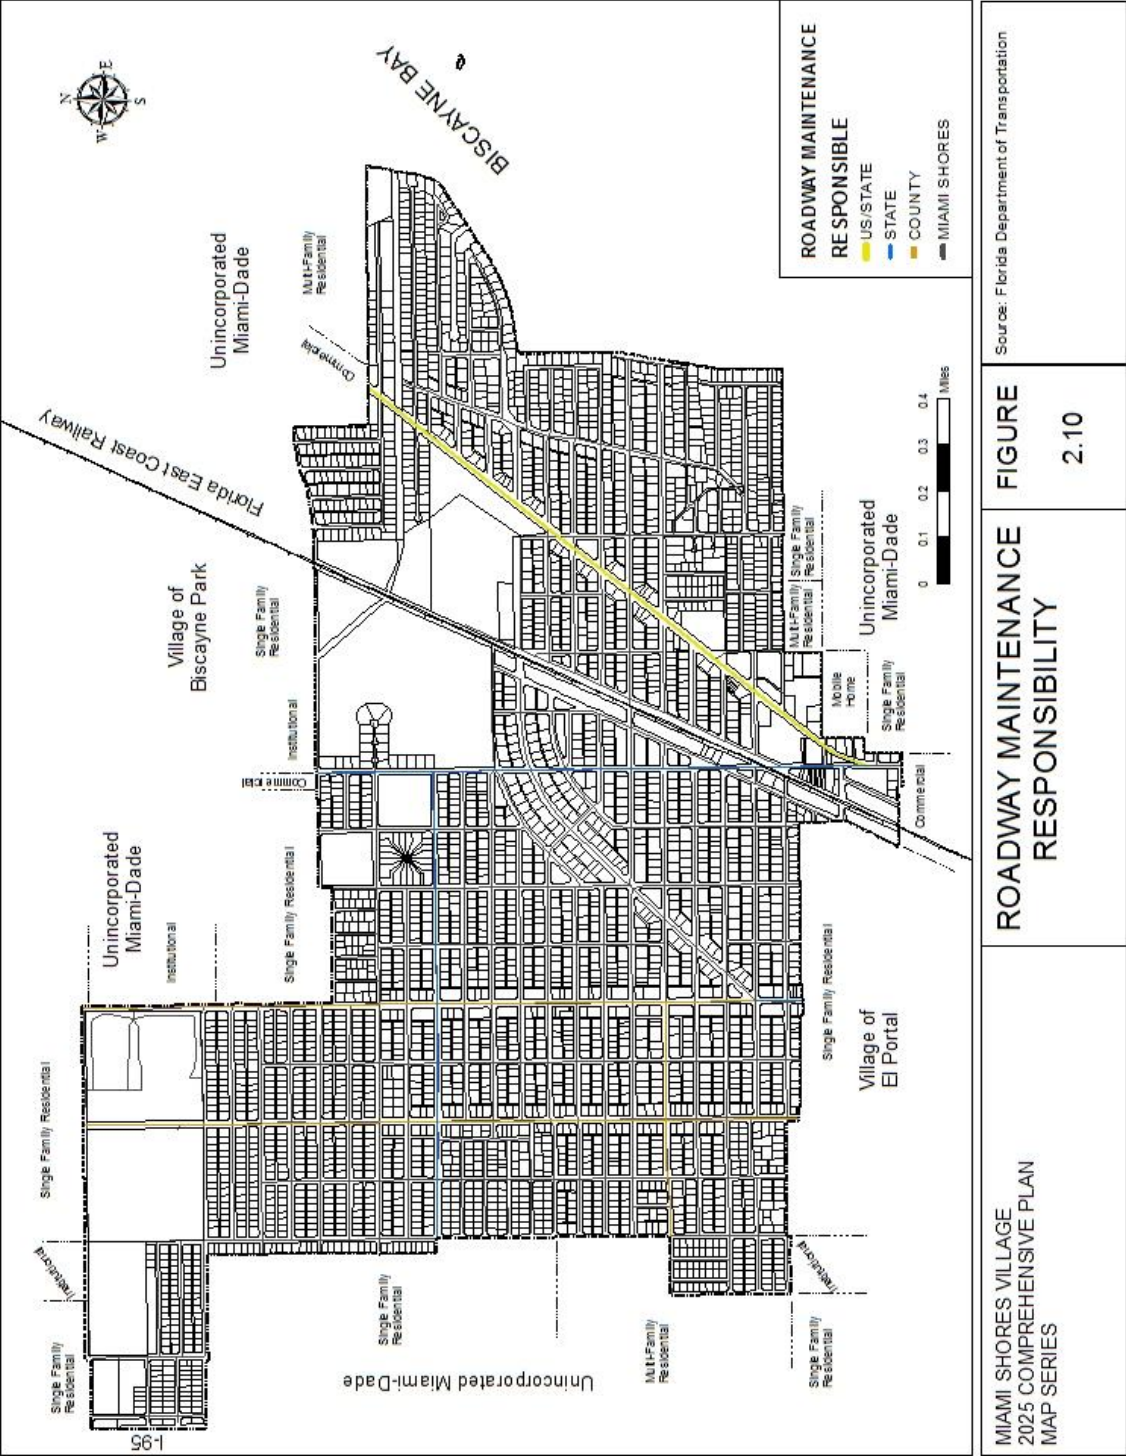 N
W
E
S
BISCAYNE BAY
Unincorporated
Miami-Dade
Multi-Family
Residential
Commercial
Florida East Coast Railway
Village of
Biscayne Park
Single Family
Residential
Institutional
Commercial
Unincorporated
Miami-Dade
Institutional
Single Family Residential
Single Family Residential
Institutional
Single Family
Residential
I-95
Single Family
Residential
Unincorporated Miami-Dade
Multi-Family
Residential
Single Family
Residential
Institutional
Village of
El Portal
Single Family Residential
Commercial
Single Family
Residential
Mobile
Home
Multi-Family
Residential
Single Family
Residential
Unincorporated
Miami-Dade
0 0.1 0.2 0.3 0.4
Miles
ROADWAY MAINTENANCE
RESPONSIBLE
US/STATE
STATE
COUNTY
MIAMI SHORES
MIAMI SHORES VILLAGE
2025 COMPREHENSIVE PLAN
MAP SERIES
ROADWAY MAINTENANCE
RESPONSIBILITY
FIGURE
2.10
Source: Florida Department of Transportation